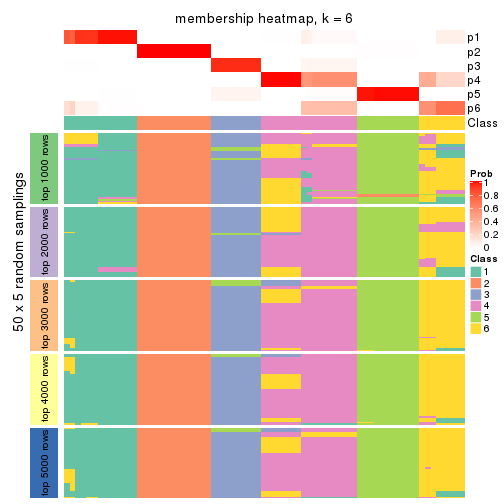 membership heatmap, k = 6
p1
p2
p3
p4
p5
p6
Class
50 x 5 random samplings
top 1000 rows
top 2000 rows
top 3000 rows
top 4000 rows
top 5000 rows
Prob
1
0.8
0.6
0.4
0.2
0
Class
1
2
3
4
5
6